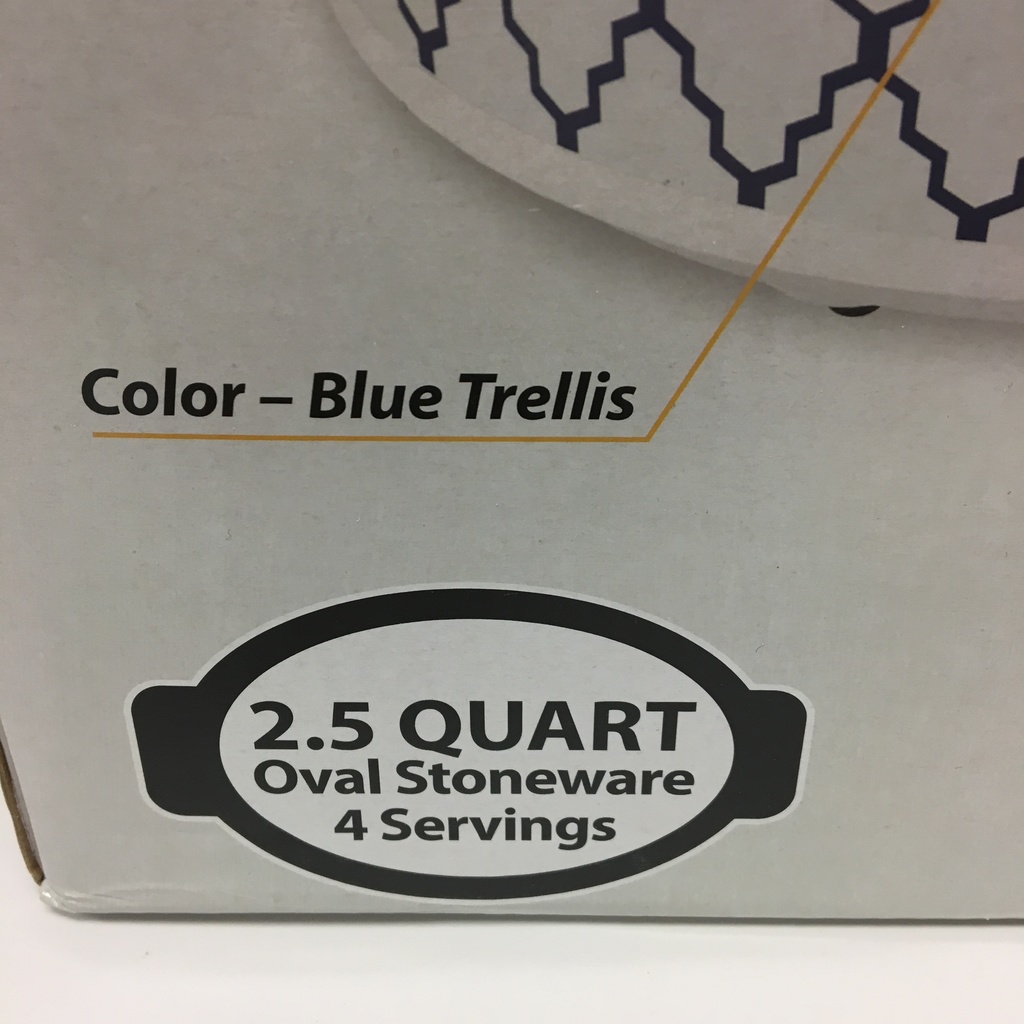 Color – Blue Trellis
2.5 QUART
Oval Stoneware
4 Servings